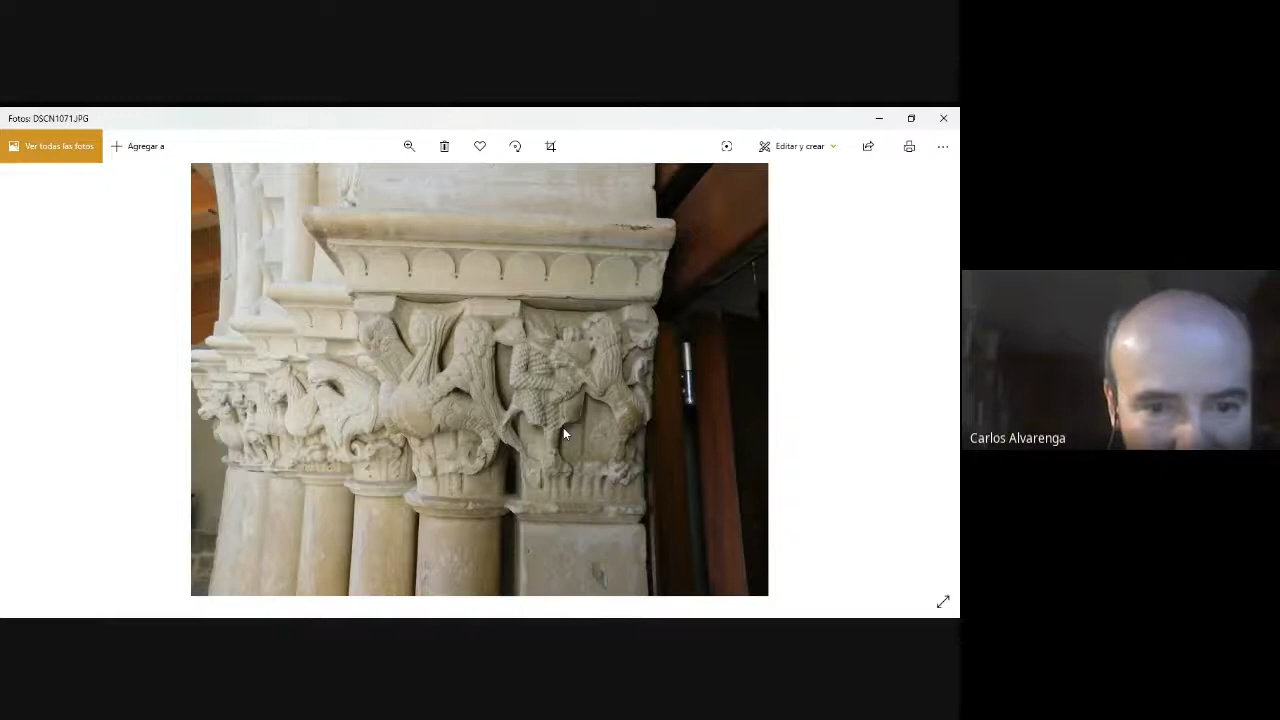 Fotos: DSCN1071.JPG
Ver todas las fotos
Agregar a
Editar y crear
Carlos Alvarenga